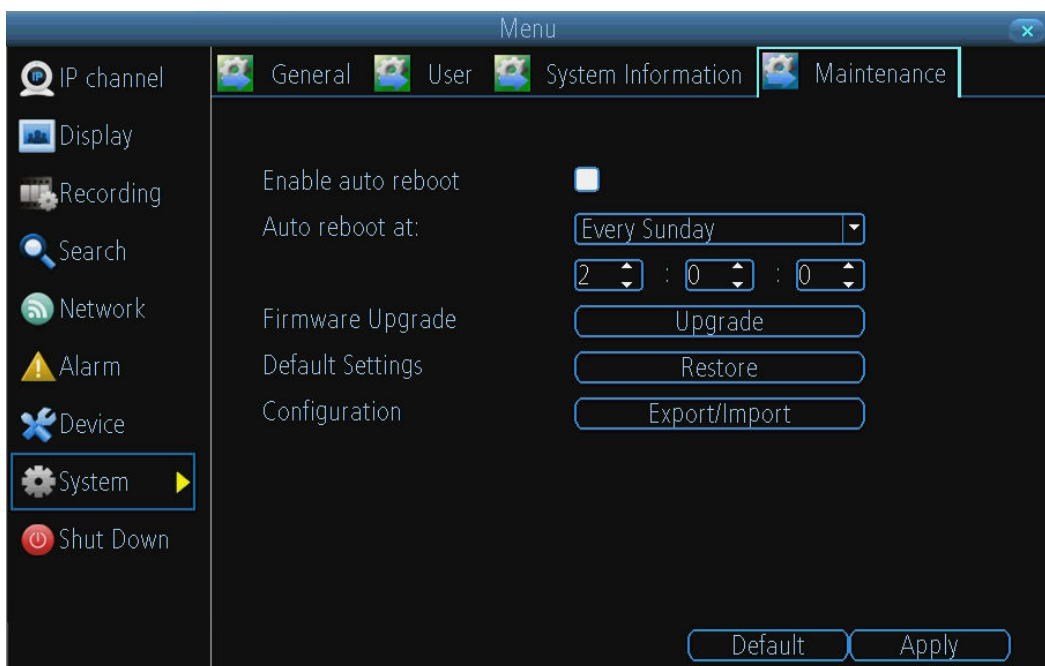 Menu
IP channel
Display
Recording
Search
Network
Alarm
Device
System
Shut Down
General User System Information Maintenance
Enable auto reboot
Auto reboot at: Every Sunday
2 : 0 : 0
Firmware Upgrade Upgrade
Default Settings Restore
Configuration Export/Import
Default Apply